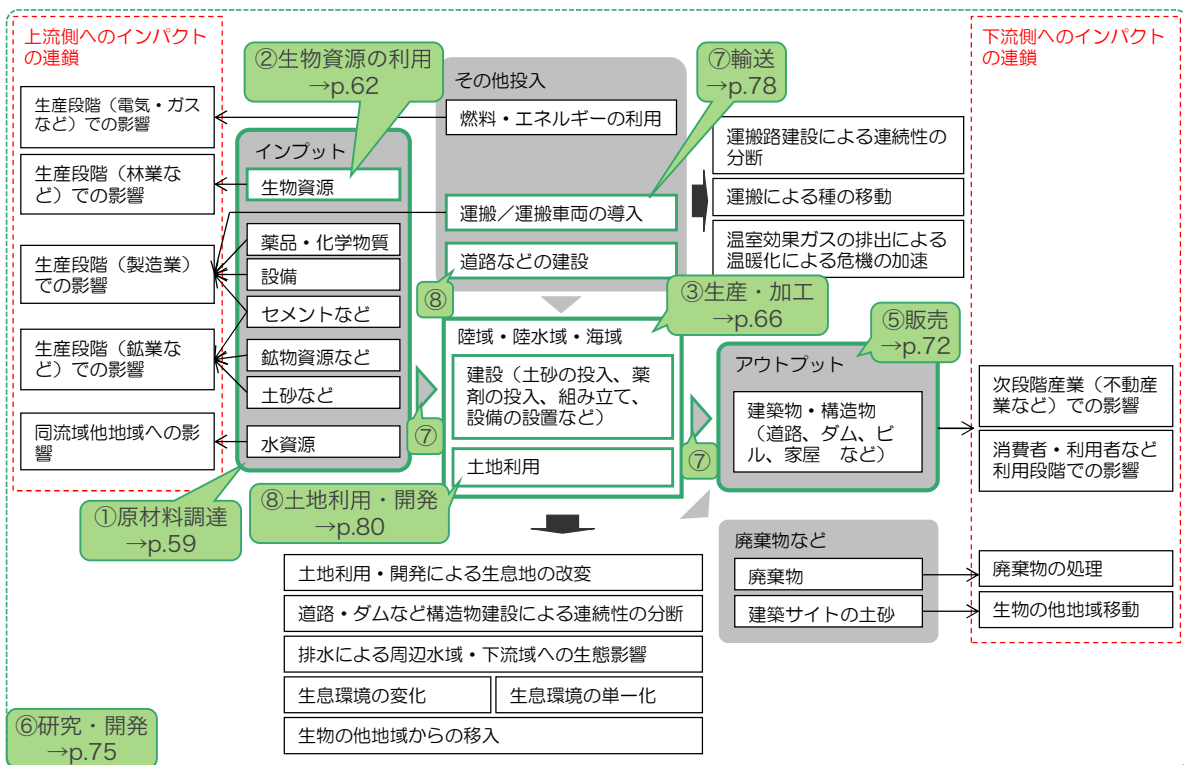 上流側へのインパクト
の連鎖
②生物資源の利用
→p.62
⑦輸送
→p.78
下流側へのインパクト
の連鎖
その他投入
燃料・エネルギーの利用
生産段階（電気・ガス
など）での影響
生産段階（林業な
ど）での影響
生産段階（製造業）
での影響
生産段階（鉱業な
ど）での影響
同流域他地域への影
響
インプット
生物資源
薬品・化学物質
設備
セメントなど
鉱物資源など
土砂など
水資源
運搬／運搬車両の導入
道路などの建設
運搬路建設による連続性の
分断
運搬による種の移動
温室効果ガスの排出による
温暖化による危機の加速
⑧
③生産・加工
→p.66
⑤販売
→p.72
陸域・陸水域・海域
建設（土砂の投入、薬
剤の投入、組み立て、
設備の設置など）
土地利用
⑦
⑦
アウトプット
建築物・構造物
（道路、ダム、ビ
ル、家屋　など）
次段階産業（不動産
業など）での影響
消費者・利用者など
利用段階での影響
①原材料調達
→p.59
⑧土地利用・開発
→p.80
廃棄物など
廃棄物
建築サイトの土砂
廃棄物の処理
生物の他地域移動
土地利用・開発による生息地の改変
道路・ダムなど構造物建設による連続性の分断
排水による周辺水域・下流域への生態影響
生息環境の変化
生息環境の単一化
生物の他地域からの移入
⑥研究・開発
→p.75